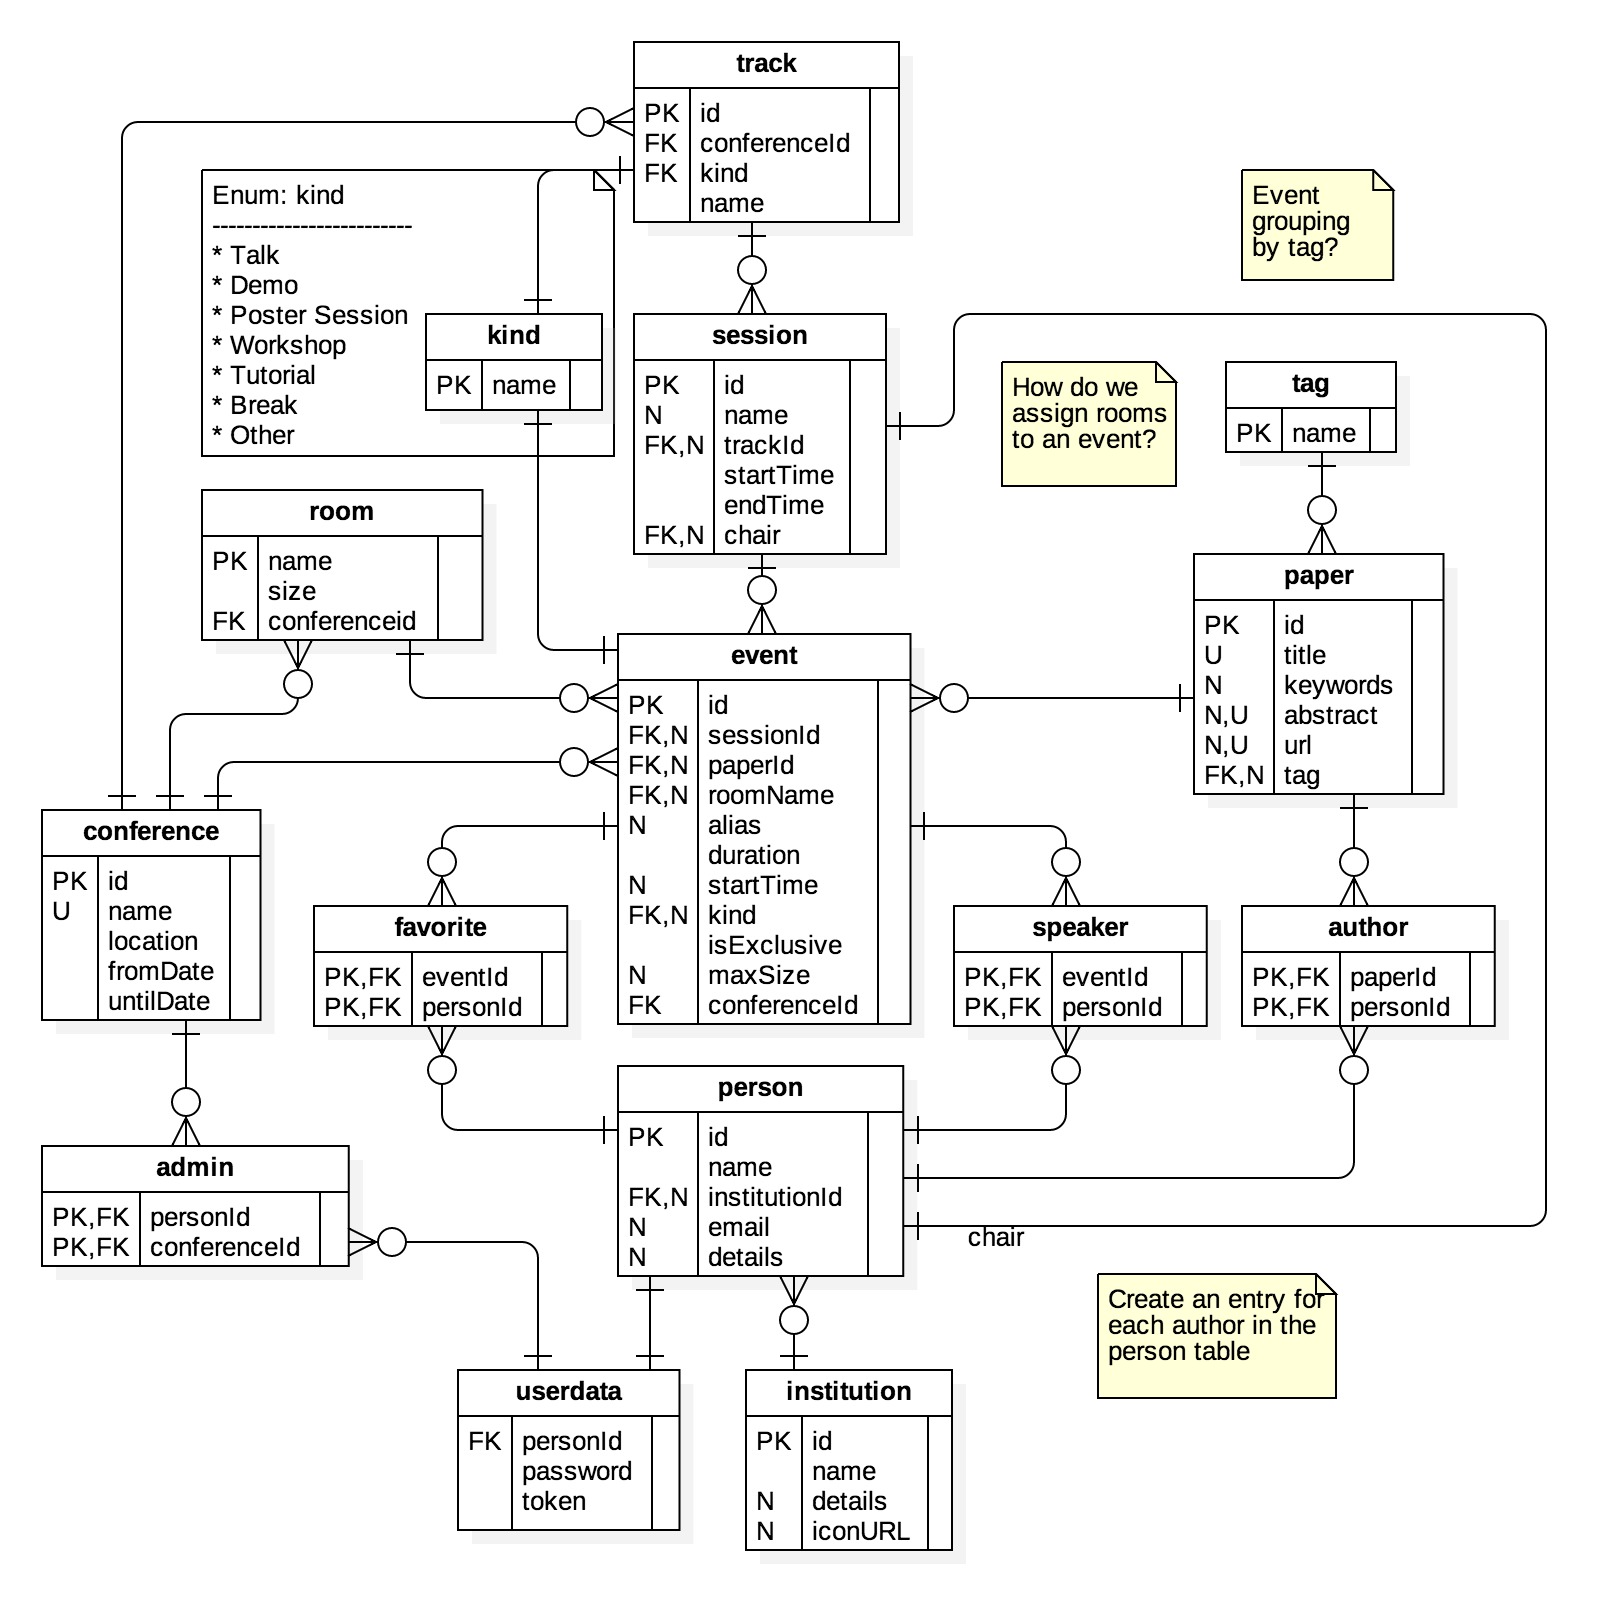 track
PK id
FK conferenceId
FK kind
name
Enum: kind
-------------------------
* Talk
* Demo
* Poster Session
* Workshop
* Tutorial
* Break
* Other
kind
PK name
Event
grouping
by tag?
session
PK id
N name
FK,N trackId
startTime
endTime
FK,N chair
How do we
assign rooms
to an event?
tag
PK name
room
PK name
size
FK conferenceid
paper
PK id
U title
N keywords
N,U abstract
N,U url
FK,N tag
event
PK id
FK,N sessionId
FK,N paperId
FK,N roomName
N alias
duration
N startTime
FK,N kind
isExclusive
N maxSize
FK conferenceId
conference
PK id
U name
location
fromDate
untilDate
favorite
PK,FK eventId
PK,FK personId
speaker
PK,FK eventId
PK,FK personId
author
PK,FK paperId
PK,FK personId
person
PK id
name
FK,N institutionId
N email
N details
chair
admin
PK,FK personId
PK,FK conferenceId
Create an entry for
each author in the
person table
userdata
FK personId
password
token
institution
PK id
name
N details
N iconURL